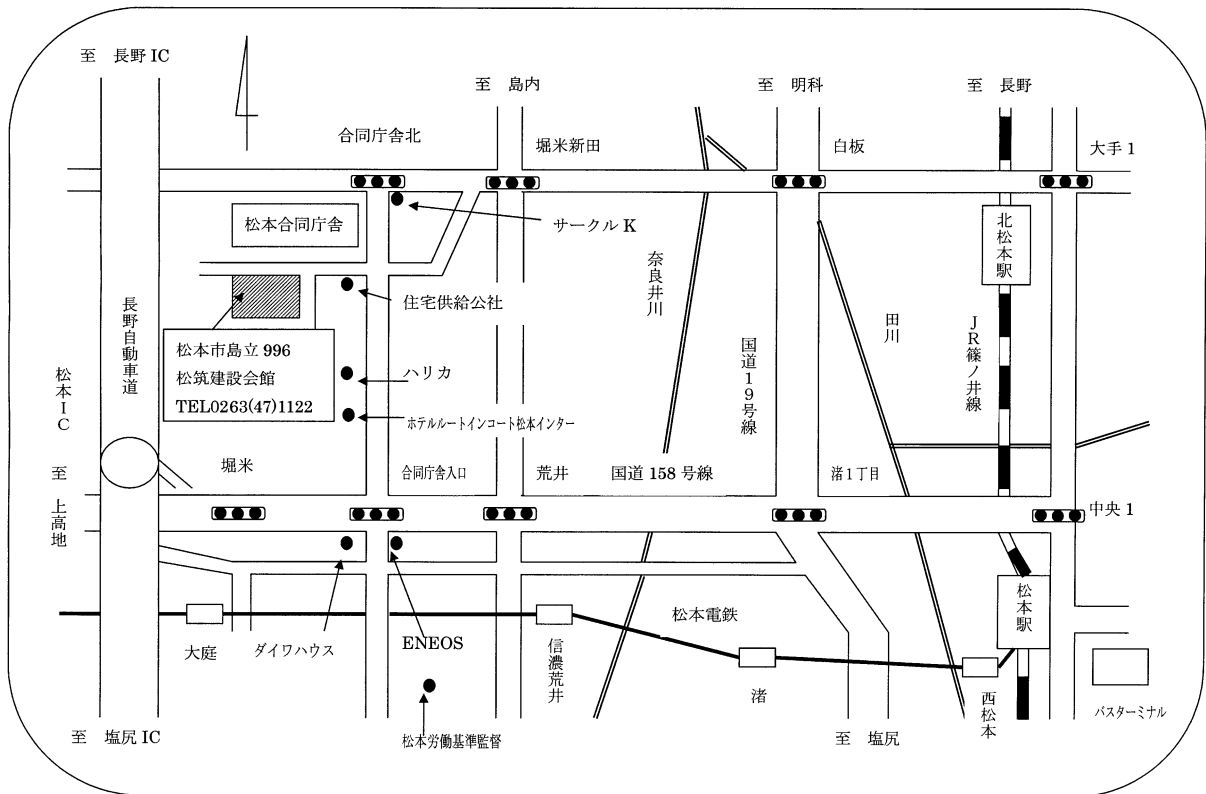 至　長野 IC
至　島内
至　明科
至　長野
合同庁舎北
堀米新田
白板
大手 1
松本合同庁舎
サークル K
北松本駅
奈良井川
住宅供給公社
長野自動車道
田川
JR篠ノ井線
国道19号線
松本市島立 996
松筑建設会館
TEL0263(47)1122
ハリカ
松本IC
ホテルルートインコート松本インター
堀米
合同庁舎入口
荒井
国道 158 号線
渚 1 丁目
至　上高地
中央 1
松本電鉄
松本駅
大庭
ダイワハウス
ENEOS
信濃荒井
渚
西松本
バスターミナル
至　塩尻 IC
松本労働基準監督
至　塩尻